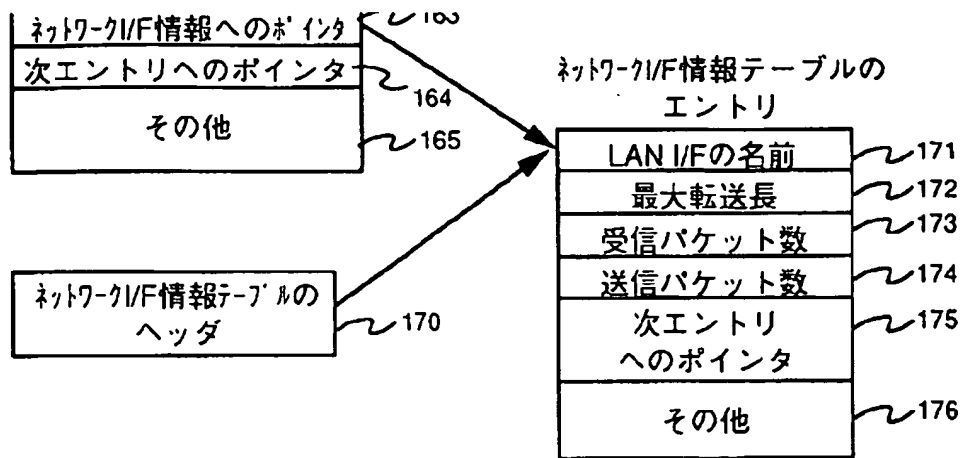 ネットワークI/F情報へのポインタ
163
次エントリへのポインタ
164
その他
165
ネットワークI/F情報テーブルの
エントリ
LAN I/Fの名前
171
最大転送長
172
受信パケット数
173
送信パケット数
174
次エントリ
へのポインタ
175
その他
176
ネットワークI/F情報テーブルの
ヘッダ
170